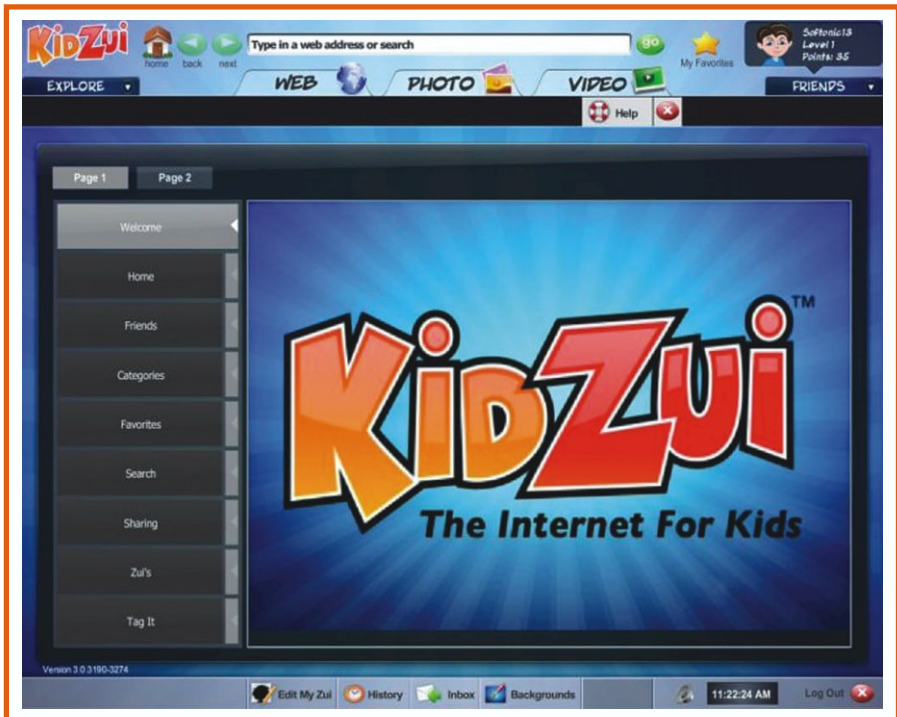 KidZui
home back next
Type in a web address or search
go
My Favorites
Softonic13
Level 1
Points: 35
EXPLORE
WEB
PHOTO
VIDEO
FRIENDS
Help
Page 1 Page 2
Welcome
Home
Friends
Categories
Favorites
Search
Sharing
Zui's
Tag It
KidZui™
The Internet For Kids
Version 3.0.3190-3274
Edit My Zui History Inbox Backgrounds 11:22:24 AM Log Out